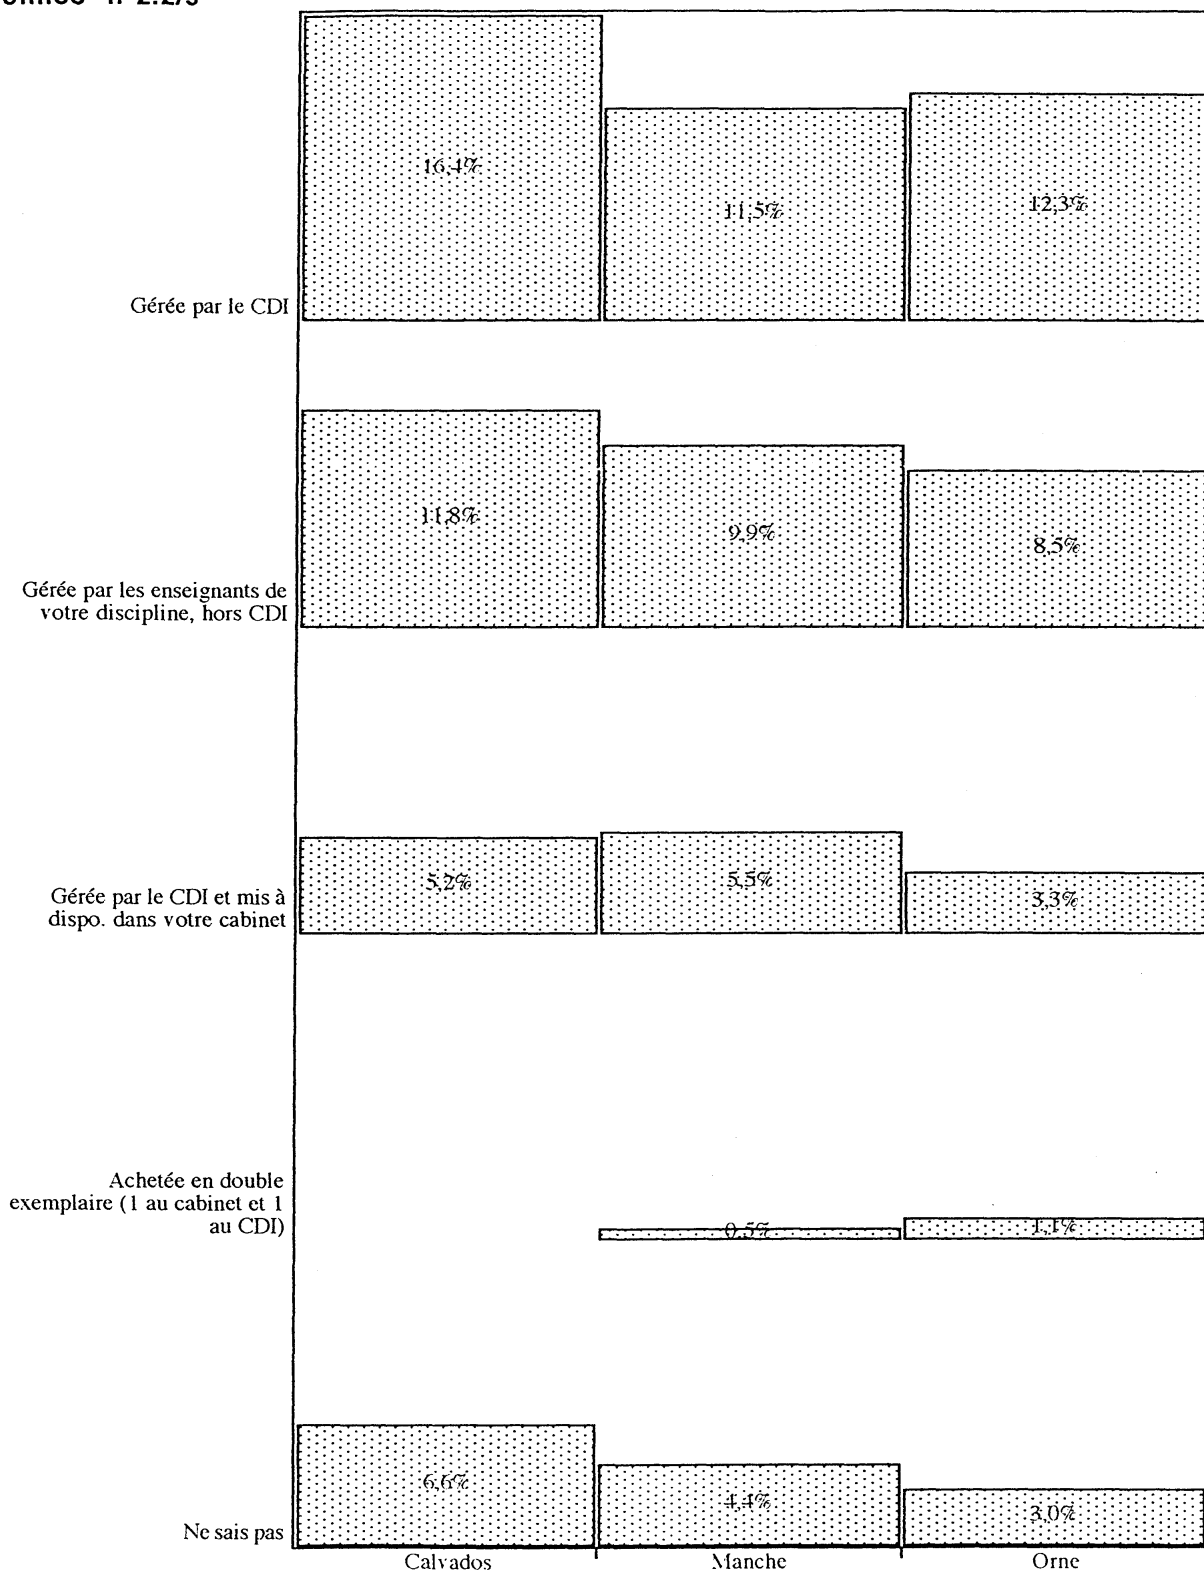 n°2.2/3
16,4%
11,5%
12,3%
Gérée par le CDI
11,8%
9,9%
8,5%
Gérée par les enseignants de
votre discipline, hors CDI
5,2%
5,5%
3,3%
Gérée par le CDI et mis à
dispo. dans votre cabinet
Achetée en double
exemplaire (1 au cabinet et 1
au CDI)
0,5%
1,1%
6,6%
4,4%
3,0%
Ne sais pas
Calvados Manche Orne